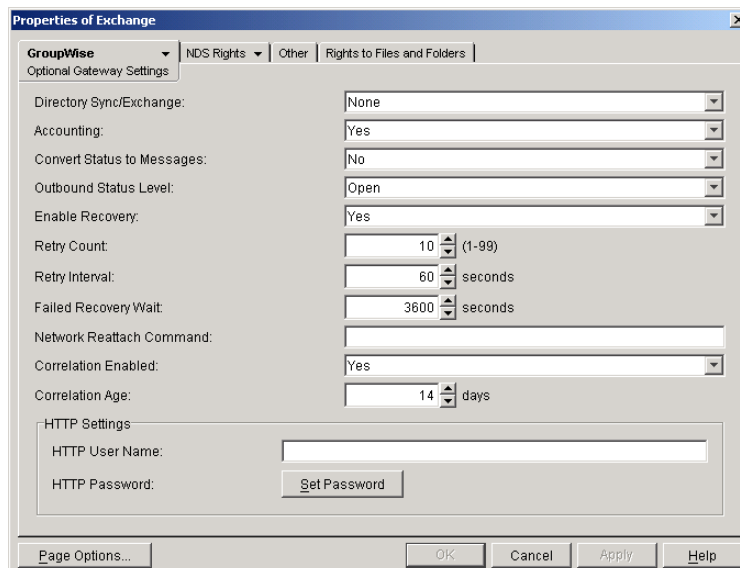 Properties of Exchange
GroupWise NDS Rights Other Rights to Files and Folders
Optional Gateway Settings
Directory Sync/Exchange: None
Accounting: Yes
Convert Status to Messages: No
Outbound Status Level: Open
Enable Recovery: Yes
Retry Count: 10 (1-99)
Retry Interval: 60 seconds
Failed Recovery Wait: 3600 seconds
Network Reattach Command:
Correlation Enabled: Yes
Correlation Age: 14 days
HTTP Settings
HTTP User Name:
HTTP Password: Set Password
Page Options... OK Cancel Apply Help